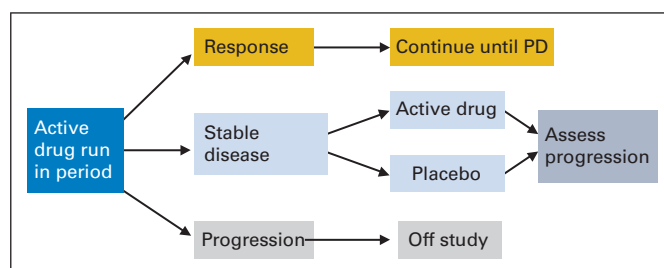 Response
Continue until PD
Active
drug run
in period
Stable
disease
Active drug
Placebo
Assess
progression
Progression
Off study